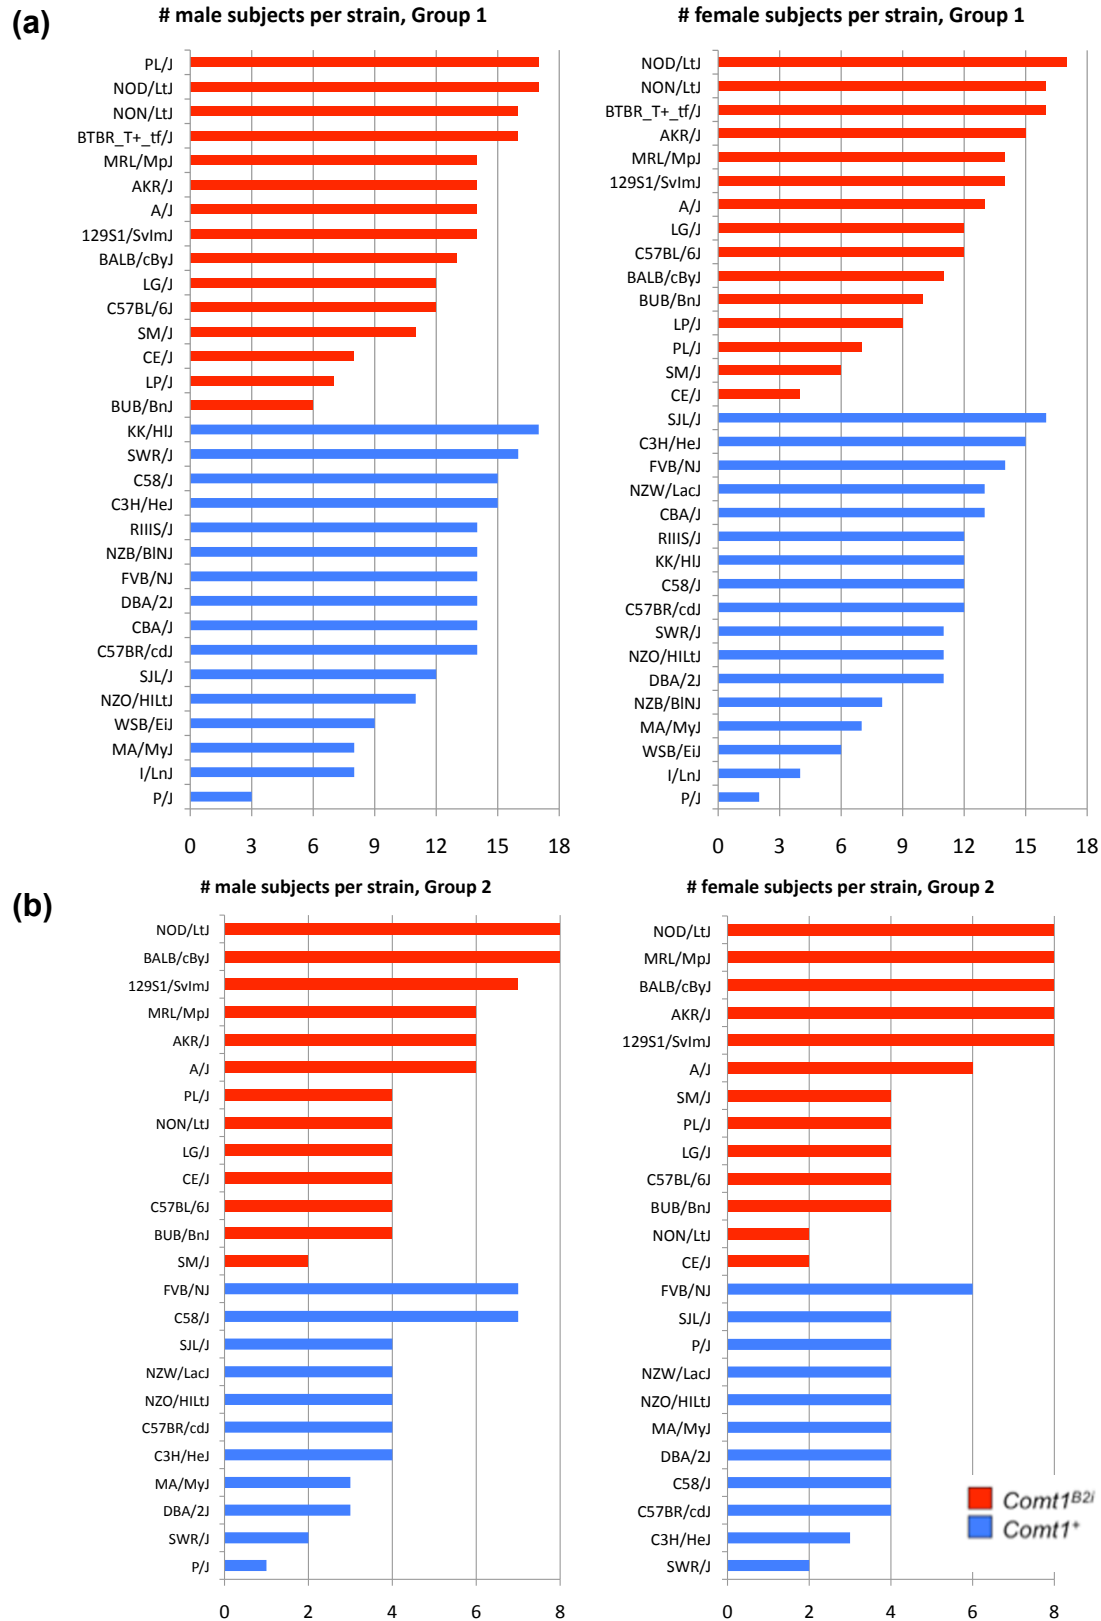 (a)
# male subjects per strain, Group 1
PL/J
NOD/LtJ
NON/LtJ
BTBR_T+_tf/J
MRL/MpJ
AKR/J
A/J
129S1/SvImJ
BALB/cByJ
LG/J
C57BL/6J
SM/J
CE/J
LP/J
BUB/BnJ
KK/HIJ
SWR/J
C58/J
C3H/HeJ
RIIIS/J
NZB/BINJ
FVB/NJ
DBA/2J
CBA/J
C57BR/cdJ
SJL/J
NZO/HILtJ
WSB/EiJ
MA/MyJ
I/LnJ
P/J
0 3 6 9 12 15 18
# female subjects per strain, Group 1
NOD/LtJ
NON/LtJ
BTBR_T+_tf/J
AKR/J
MRL/MpJ
129S1/SvImJ
A/J
LG/J
C57BL/6J
BALB/cByJ
BUB/BnJ
LP/J
PL/J
SM/J
CE/J
SJL/J
C3H/HeJ
FVB/NJ
NZW/LacJ
CBA/J
RIIIS/J
KK/HIJ
C58/J
C57BR/cdJ
SWR/J
NZO/HILtJ
DBA/2J
NZB/BINJ
MA/MyJ
WSB/EiJ
I/LnJ
P/J
0 3 6 9 12 15 18
(b)
# male subjects per strain, Group 2
NOD/LtJ
BALB/cByJ
129S1/SvImJ
MRL/MpJ
AKR/J
A/J
PL/J
NON/LtJ
LG/J
CE/J
C57BL/6J
BUB/BnJ
SM/J
FVB/NJ
C58/J
SJL/J
NZW/LacJ
NZO/HILtJ
C57BR/cdJ
C3H/HeJ
MA/MyJ
DBA/2J
SWR/J
P/J
0 2 4 6 8
# female subjects per strain, Group 2
NOD/LtJ
MRL/MpJ
BALB/cByJ
AKR/J
129S1/SvImJ
A/J
SM/J
PL/J
LG/J
C57BL/6J
BUB/BnJ
NON/LtJ
CE/J
FVB/NJ
SJL/J
P/J
NZW/LacJ
NZO/HILtJ
MA/MyJ
DBA/2J
C58/J
C57BR/cdJ
C3H/HeJ
SWR/J
0 2 4 6 8
Comt1^B2i
Comt1^+